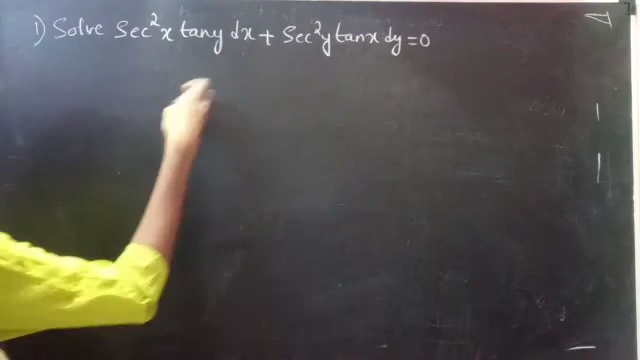 1) Solve Sec²x tany dx + Sec²y tanx dy = 0